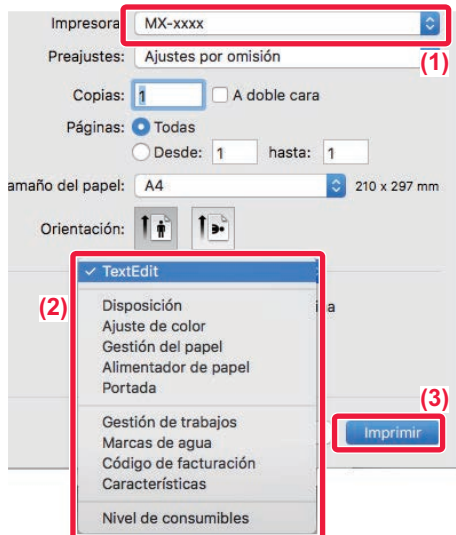 Impresora: MX-xxxx
(1)
Preajustes: Ajustes por omisión
Copias: 1 A doble cara
Páginas: Todas
Desde: 1 hasta: 1
amaño del papel: A4 210 x 297 mm
Orientación:
(2)
✓ TextEdit
Disposición
Ajuste de color
Gestión del papel
Alimentador de papel
Portada
Gestión de trabajos
Marcas de agua
Código de facturación
Características
Nivel de consumibles
(3)
Imprimir